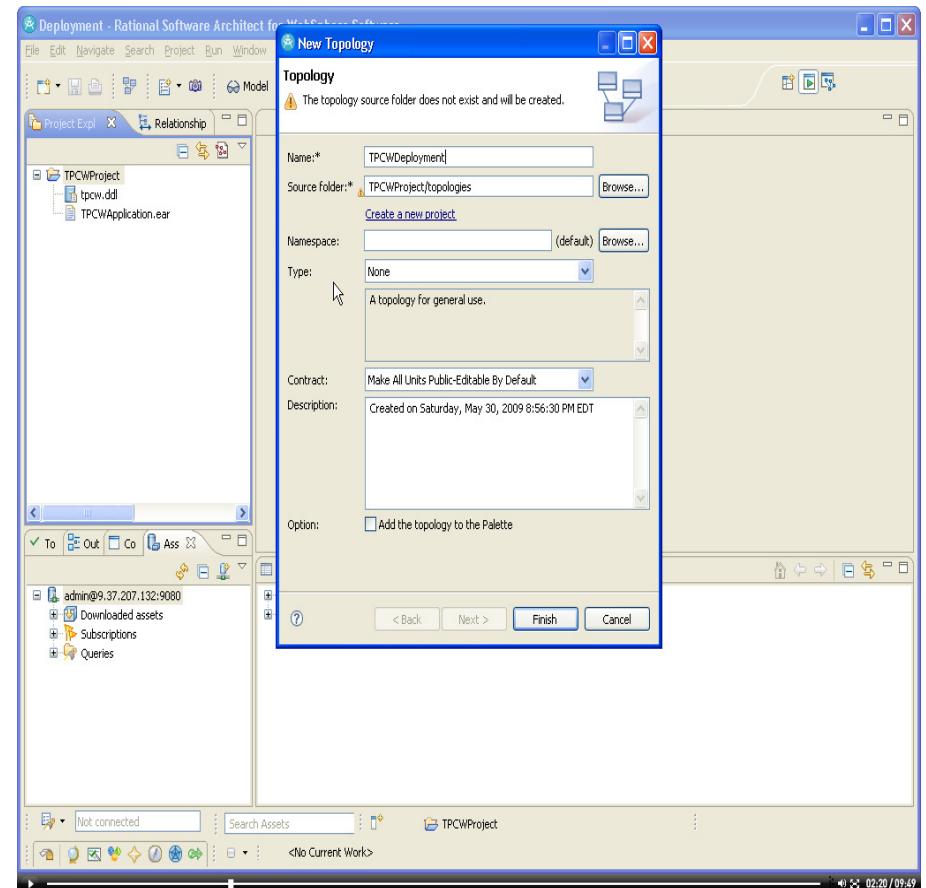 Deployment - Rational Software Architect for WebSphere Software
File Edit Navigate Search Project Run Window
Model
Project Expl
Relationship
TPCWProject
tpcw.ddl
TPCWApplication.ear
New Topology
Topology
The topology source folder does not exist and will be created.
Name:* TPCWDeployment
Source folder:* TPCWProject/topologies Browse...
Create a new project
Namespace: (default) Browse...
Type: None
A topology for general use.
Contract: Make All Units Public-Editable By Default
Description: Created on Saturday, May 30, 2009 8:56:30 PM EDT
Option: Add the topology to the Palette
< Back Next > Finish Cancel
To Out Co Ass
admin@9.37.207.132:9080
Downloaded assets
Subscriptions
Queries
Not connected Search Assets TPCWProject
<No Current Work>
02:20 / 09:49